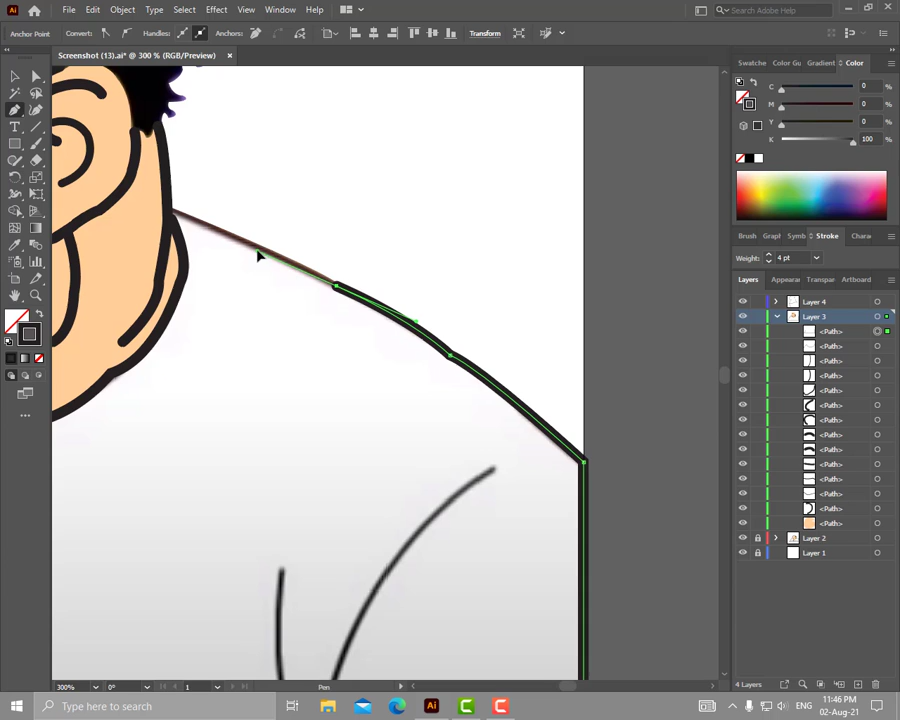 File Edit Object Type Select Effect View Window Help
Search Adobe Help
Anchor Point Convert: Handles: Anchors: Transform
Screenshot (13).ai* @ 300 % (RGB/Preview) ×
Swatche Color Gu Gradient Color
C 0 %
M 0 %
Y 0 %
K 100 %
Brush Graph Symb Stroke Chara
Weight: 4 pt
Layers Appear Transpar Artboard
Layer 4
Layer 3
<Path>
<Path>
<Path>
<Path>
<Path>
<Path>
<Path>
<Path>
<Path>
<Path>
<Path>
<Path>
<Path>
<Path>
Layer 2
Layer 1
300% 0° 1 Pen 4 Layers
Type here to search
ENG
11:46 PM
02-Aug-21